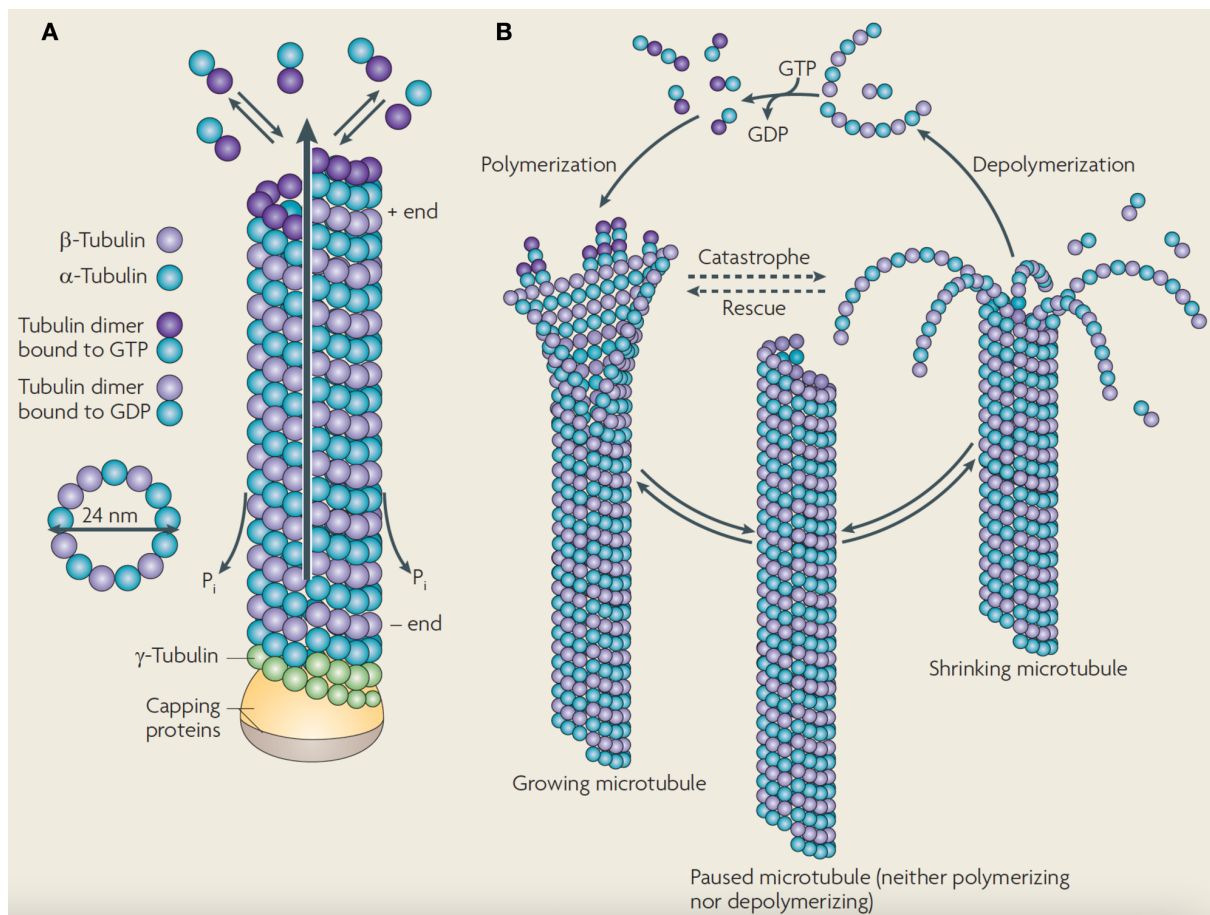 A
+ end
β-Tubulin
α-Tubulin
Tubulin dimer
bound to GTP
Tubulin dimer
bound to GDP
24 nm
Pi
Pi
– end
γ-Tubulin
Capping
proteins
B
GTP
GDP
Polymerization
Depolymerization
Catastrophe
Rescue
Growing microtubule
Shrinking microtubule
Paused microtubule (neither polymerizing
nor depolymerizing)